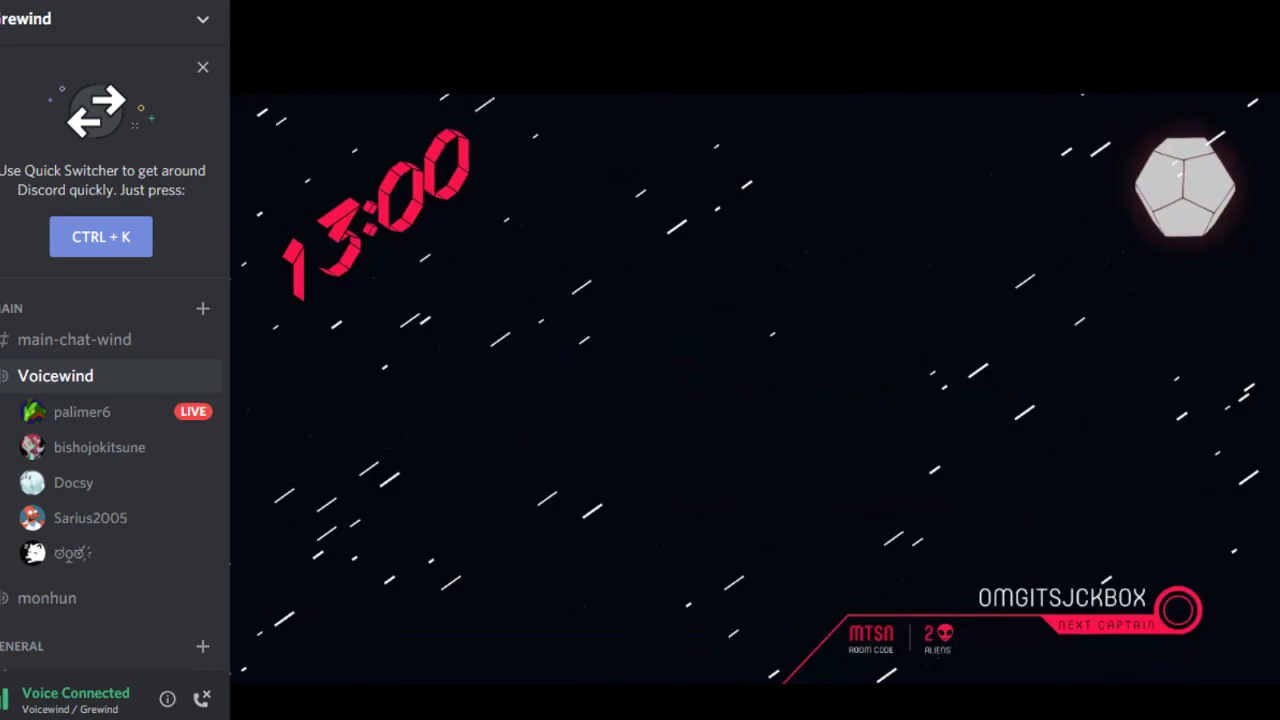 rewind
Use Quick Switcher to get around
Discord quickly. Just press:
CTRL + K
AIN
main-chat-wind
Voicewind
palimer6
LIVE
bishojokitsune
Docsy
Sarius2005
monhun
ENERAL
Voice Connected
Voicewind / Grewind
13:00
OMGITSJCKBOX
NEXT CAPTAIN
MTSN
ROOM CODE
2
ALIENS